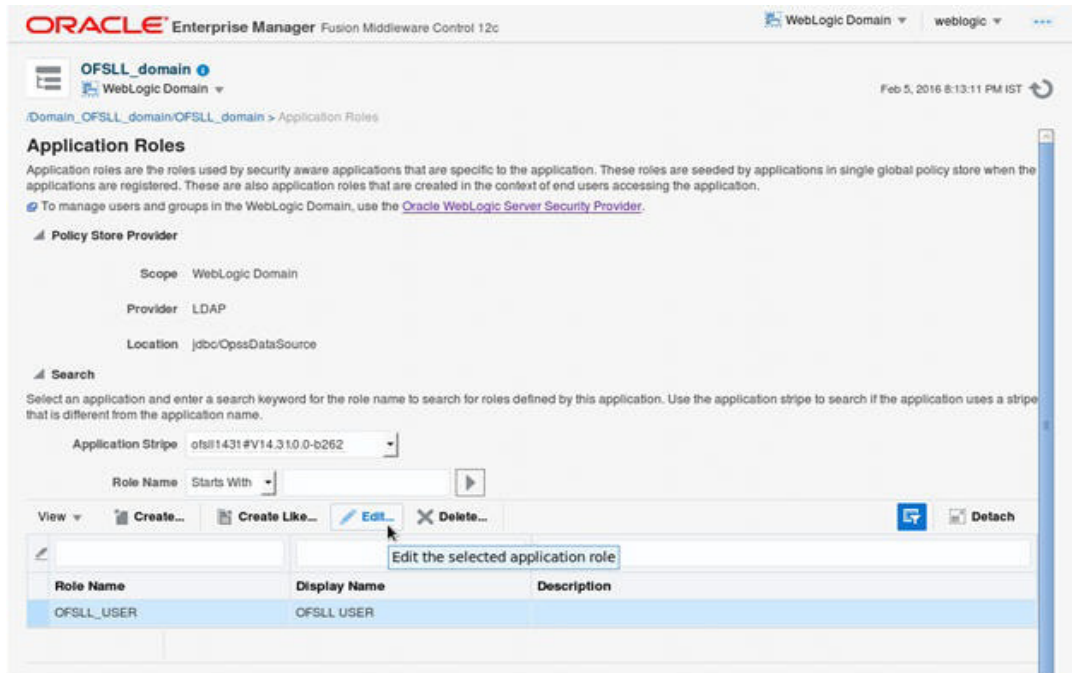 ORACLE Enterprise Manager Fusion Middleware Control 12c
WebLogic Domain
weblogic
OFSLL_domain
WebLogic Domain
Feb 5, 2016 8:13:11 PM IST
/Domain_OFSLL_domain/OFSLL_domain > Application Roles
Application Roles
Application roles are the roles used by security aware applications that are specific to the application. These roles are seeded by applications in single global policy store when the
applications are registered. These are also application roles that are created in the context of end users accessing the application.
To manage users and groups in the WebLogic Domain, use the Oracle WebLogic Server Security Provider.
Policy Store Provider
Scope WebLogic Domain
Provider LDAP
Location jdbc/OpssDataSource
Search
Select an application and enter a search keyword for the role name to search for roles defined by this application. Use the application stripe to search if the application uses a stripe
that is different from the application name.
Application Stripe ofsll1431#V14.31.0.0-b262
Role Name Starts With
View Create... Create Like... Edit... Delete... Detach
Edit the selected application role
Role Name Display Name Description
OFSLL_USER OFSLL USER